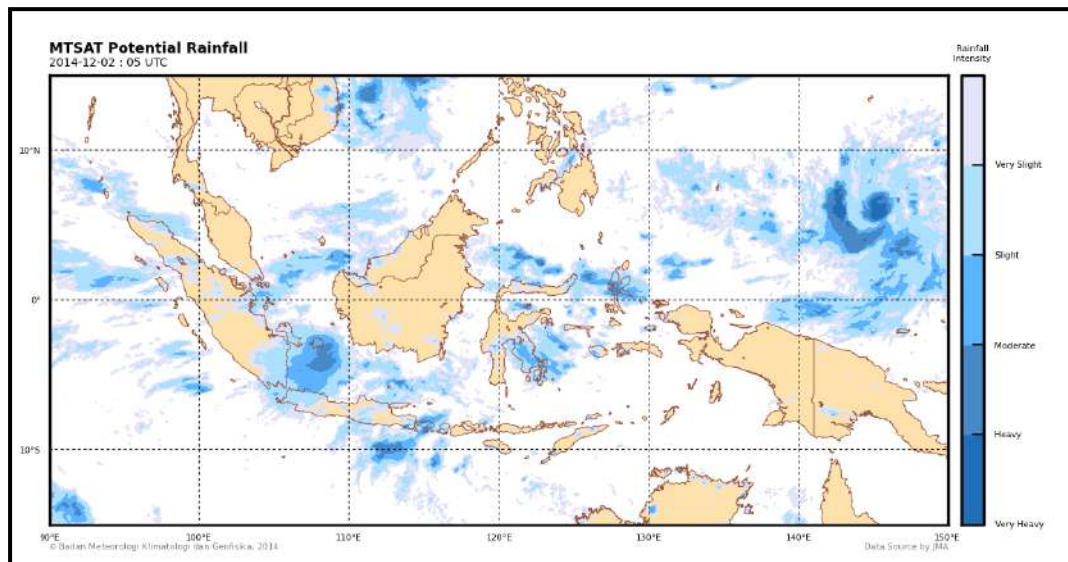 MTSAT Potential Rainfall
2014-12-02 : 05 UTC
Rainfall
Intensity
10°N
Very Slight
Slight
0°
Moderate
Heavy
10°S
Very Heavy
90°E
100°E
110°E
120°E
130°E
140°E
150°E
© Badan Meteorologi Klimatologi dan Geofisika, 2014
Data Source by JMA